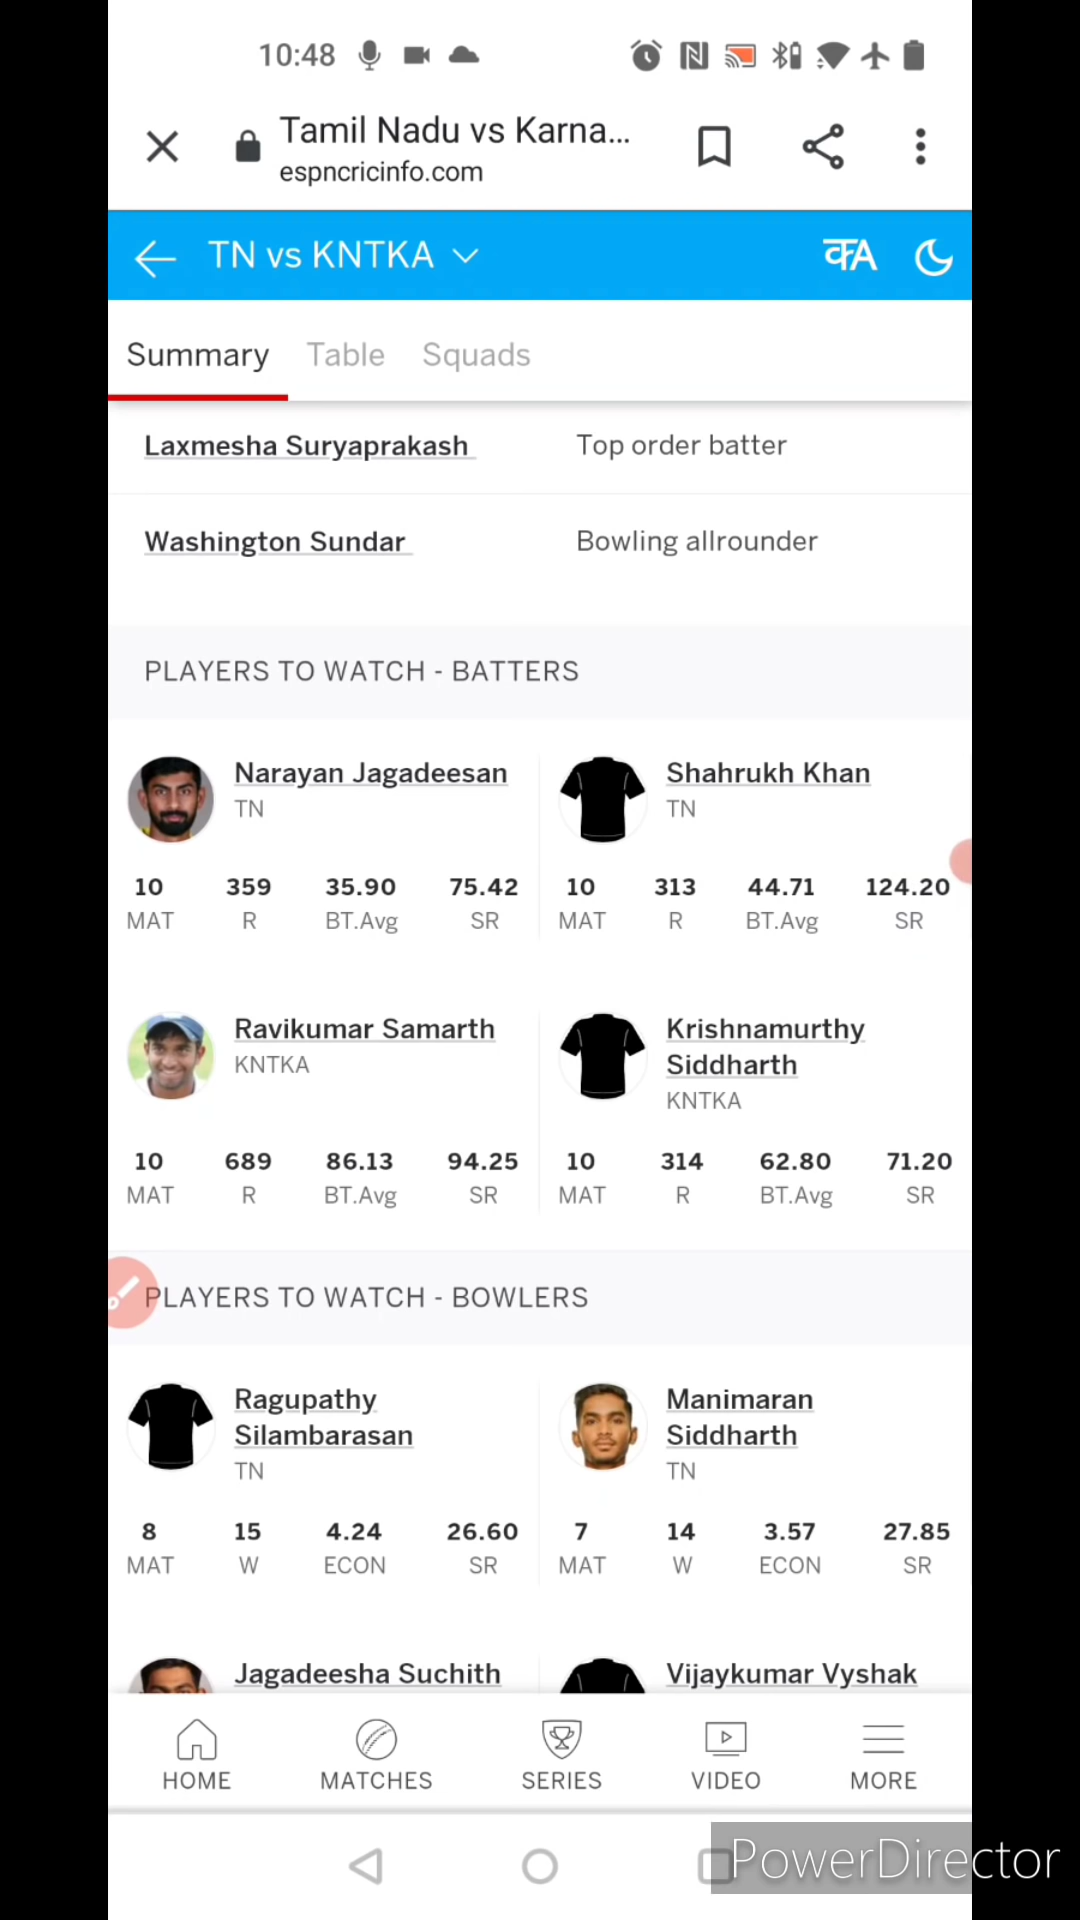 10:48
Tamil Nadu vs Karna...
espncricinfo.com
TN vs KNTKA
कA
Summary Table Squads
Laxmesha Suryaprakash Top order batter
Washington Sundar Bowling allrounder
PLAYERS TO WATCH - BATTERS
Narayan Jagadeesan Shahrukh Khan
TN TN
10 359 35.90 75.42 10 313 44.71 124.20
MAT R BT.Avg SR MAT R BT.Avg SR
Ravikumar Samarth Krishnamurthy
KNTKA Siddharth
KNTKA
10 689 86.13 94.25 10 314 62.80 71.20
MAT R BT.Avg SR MAT R BT.Avg SR
PLAYERS TO WATCH - BOWLERS
Ragupathy Manimaran
Silambarasan Siddharth
TN TN
8 15 4.24 26.60 7 14 3.57 27.85
MAT W ECON SR MAT W ECON SR
Jagadeesha Suchith Vijaykumar Vyshak
HOME MATCHES SERIES VIDEO MORE
PowerDirector